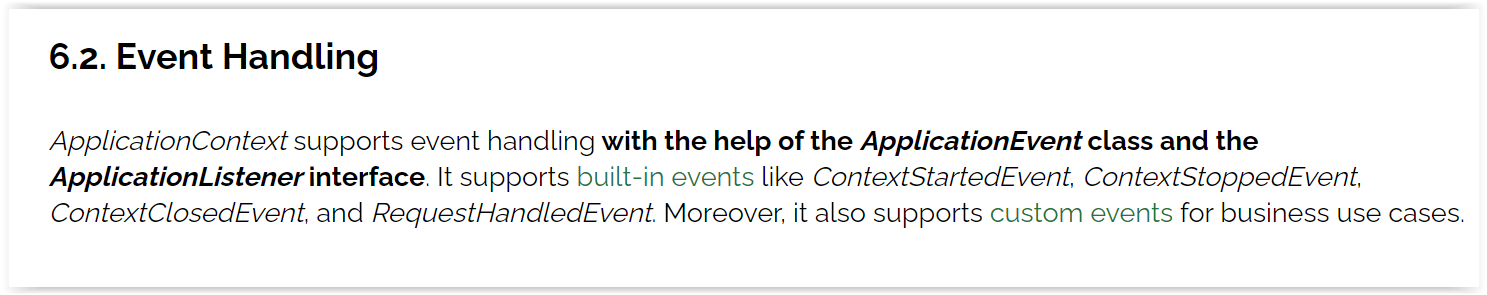 6.2. Event Handling
ApplicationContext supports event handling with the help of the ApplicationEvent class and the
ApplicationListener interface. It supports built-in events like ContextStartedEvent, ContextStoppedEvent,
ContextClosedEvent, and RequestHandledEvent. Moreover, it also supports custom events for business use cases.